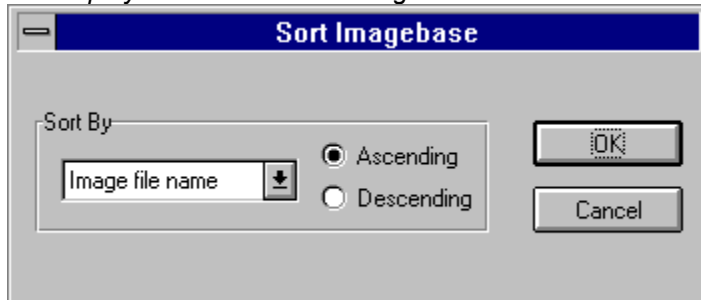 Sort Imagebase
Sort By
Image file name
Ascending
Descending
OK
Cancel